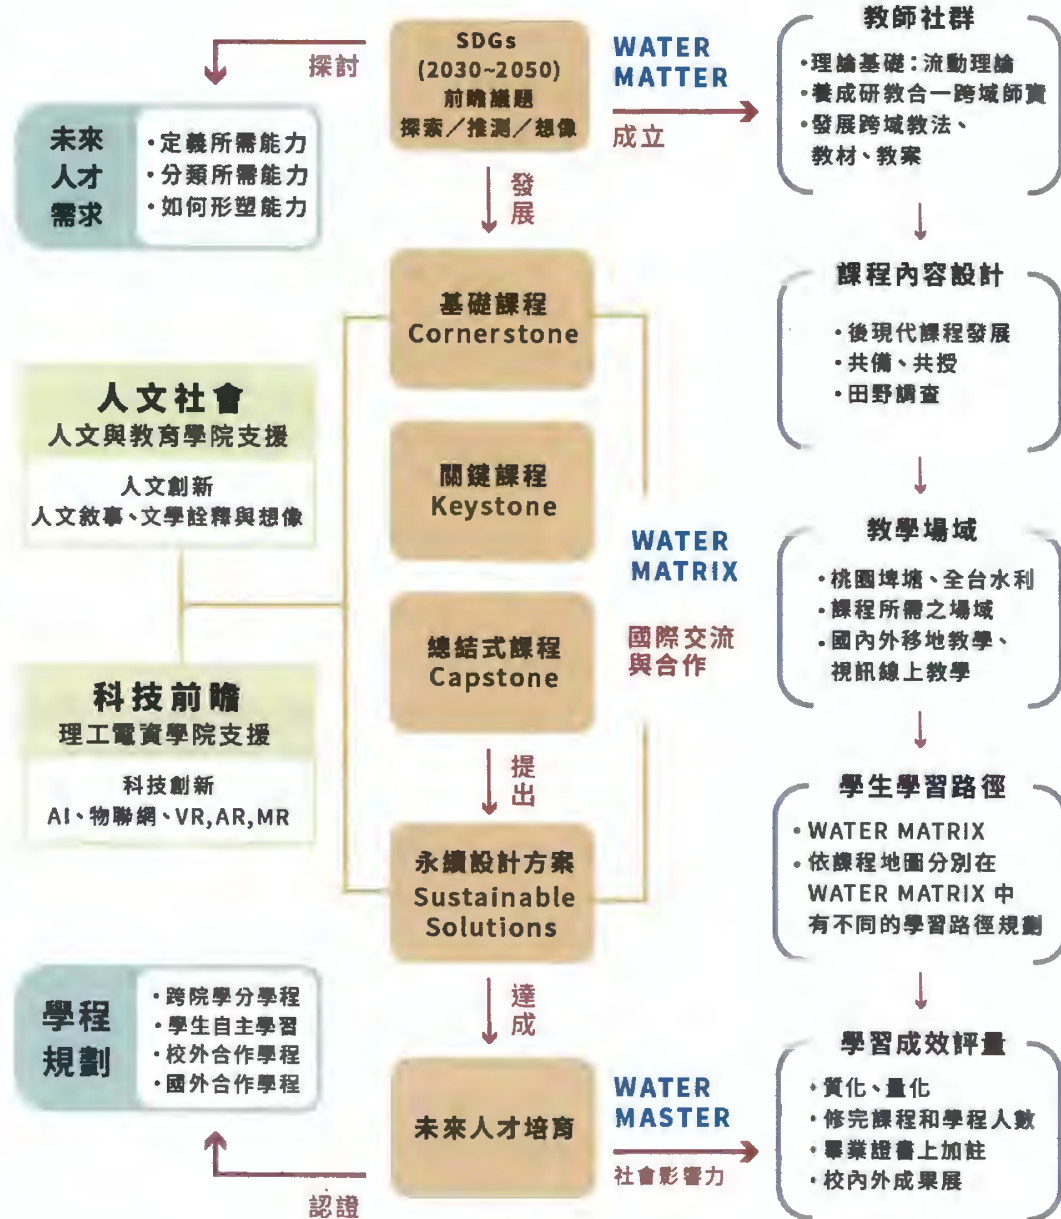 探討
SDGs
(2030~2050)
前瞻議題
探索／推測／想像
WATER
MATTER
成立
教師社群
•理論基礎：流動理論
•養成研教合一跨域師資
•發展跨域教法、
教材、教案
未來
人才
需求
•定義所需能力
•分類所需能力
•如何形塑能力
發展
基礎課程
Cornerstone
課程內容設計
•後現代課程發展
•共備、共授
•田野調查
人文社會
人文與教育學院支援
人文創新
人文敘事、文學詮釋與想像
關鍵課程
Keystone
WATER
MATRIX
國際交流
與合作
教學場域
•桃園埤塘、全台水利
•課程所需之場域
•國內外移地教學、
視訊線上教學
總結式課程
Capstone
科技前瞻
理工電資學院支援
科技創新
AI、物聯網、VR,AR,MR
提出
學生學習路徑
•WATER MATRIX
•依課程地圖分別在
WATER MATRIX 中
有不同的學習路徑規劃
永續設計方案
Sustainable
Solutions
學程
規劃
•跨院學分學程
•學生自主學習
•校外合作學程
•國外合作學程
達成
未來人才培育
WATER
MASTER
社會影響力
認證
學習成效評量
•質化、量化
•修完課程和學程人數
•畢業證書上加註
•校內外成果展